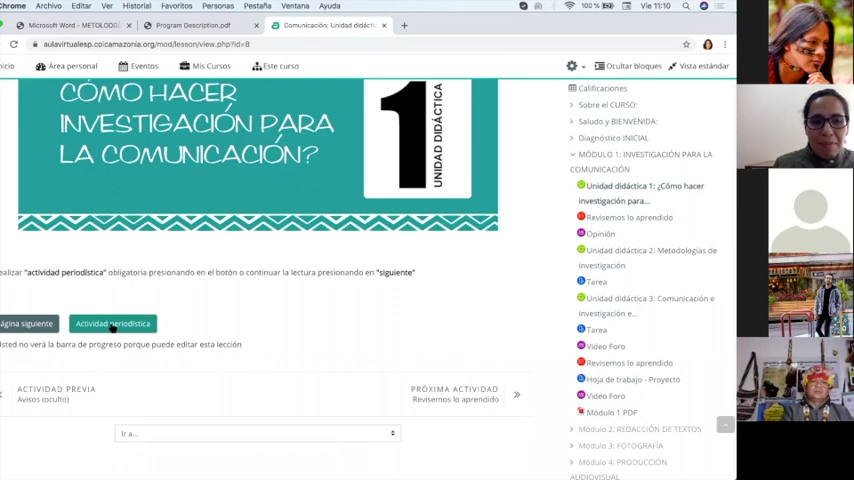 Chrome Archivo Editar Ver Historial Favoritos Personas Pestaña Ventana Ayuda
100 % Vie 11:10
Microsoft Word - METOLODGÍ
Program Description.pdf
Comunicación: Unidad didáctic
aulavirtualesp.coicamazonia.org/mod/lesson/view.php?id=8
nicio Área personal Eventos Mis Cursos Este curso
Ocultar bloques Vista estándar
CÓMO HACER
INVESTIGACIÓN PARA
LA COMUNICACIÓN?
1
UNIDAD DIDÁCTICA
ealizar "actividad periodística" obligatoria presionando en el botón o continuar la lectura presionando en "siguiente"
ágina siguiente
Actividad periodística
Usted no verá la barra de progreso porque puede editar esta lección
ACTIVIDAD PREVIA
Avisos (oculto)
PRÓXIMA ACTIVIDAD
Revisemos lo aprendido
Ir a...
Calificaciones
Sobre el CURSO:
Saludo y BIENVENIDA:
Diagnóstico INICIAL
MÓDULO 1: INVESTIGACIÓN PARA LA
COMUNICACIÓN
Unidad didáctica 1: ¿Cómo hacer
investigación para...
Revisemos lo aprendido
Opinión
Unidad didáctica 2: Metodologías de
investigación
Tarea
Unidad didáctica 3: Comunicación e
investigación e...
Tarea
Video Foro
Revisemos lo aprendido
Hoja de trabajo - Proyecto
Video Foro
Módulo 1 PDF
Módulo 2: REDACCIÓN DE TEXTOS
Módulo 3: FOTOGRAFÍA
Módulo 4: PRODUCCIÓN
AUDIOVISUAL